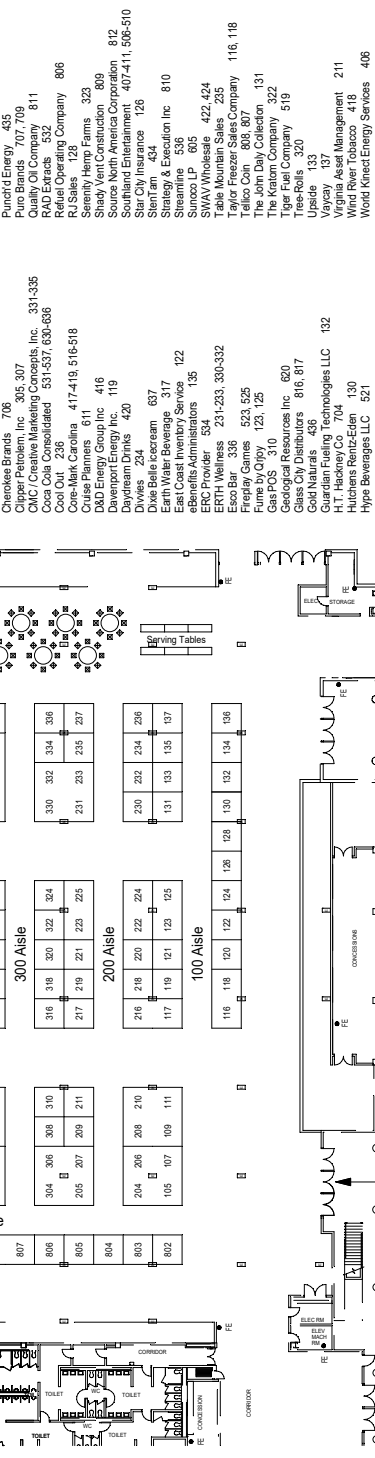 Cherokee Brands 706
Clipper Petrolem, Inc 305, 307
CMC / Creative Marketing Concepts, Inc. 331-335
Coca Cola Consolidated 531-537, 630-636
Cool Out 236
Core-Mark Carolina 417-419, 516-518
Cruise Planners 611
D&D Energy Group Inc 416
Davenport Energy Inc. 119
Daydream Drinks 420
Divvies 234
Dixie Belle icecream 637
Earth Water Beverage 317
East Coast Inventory Service 122
eBenefits Administrators 135
ERC Provider 534
ERTH Wellness 231-233, 330-332
Esco Bar 336
Fireplay Games 523, 525
Fume by Qrjoy 123, 125
Gas POS 310
Geological Resources Inc 620
Glass City Distributors 816, 817
Gold Naturals 436
Guardian Fueling Technologies LLC 132
H.T. Hackney Co 704
Hutchens Rentz-Eden 130
Hype Beverages LLC 521
Punch'd Energy 435
Puro Brands 707, 709
Quality Oil Company 811
RAD Extracts 532
Refuel Operating Company 806
RJ Sales 128
Serenity Hemp Farms 323
Shady Vent Construction 809
Source North America Corporation 812
Southland Entertainment 407-411, 506-510
Star City Insurance 126
StenTam 434
Strategy & Execution Inc 810
Streamline 536
Sunoco LP 605
SWAV Wholesale 422, 424
Table Mountain Sales 235
Taylor Freezer Sales Company 116, 118
Tellico Coin 808, 807
The John Daly Collection 131
The Kratom Company 322
Tiger Fuel Company 519
Tree-Rolls 320
Upside 133
Vaycay 137
Virginia Asset Management 211
Wind River Tobacco 418
World Kinect Energy Services 406
Serving Tables
FE
ELEC
STORAGE
FE
336 237 236 137 136
334 235 234 135 134
332 233 232 133 132
330 231 230 131 130
128
126
324 225 224 125 124
322 223 222 123 122
320 221 220 121 120
318 219 218 119 118
316 217 216 117 116
300 Aisle
200 Aisle
100 Aisle
310 211 210 111
308 209 208 109
306 207 206 107
304 205 204 105
807 806 805 804 803 802
FE
CONCESSIONS
FE
ELEC RM
ELEV MACH RM
FE
FE
CORRIDOR
TOILET
WC
TOILET
TOILET
WC
TOILET
CONCESSION
CORRIDOR
FE